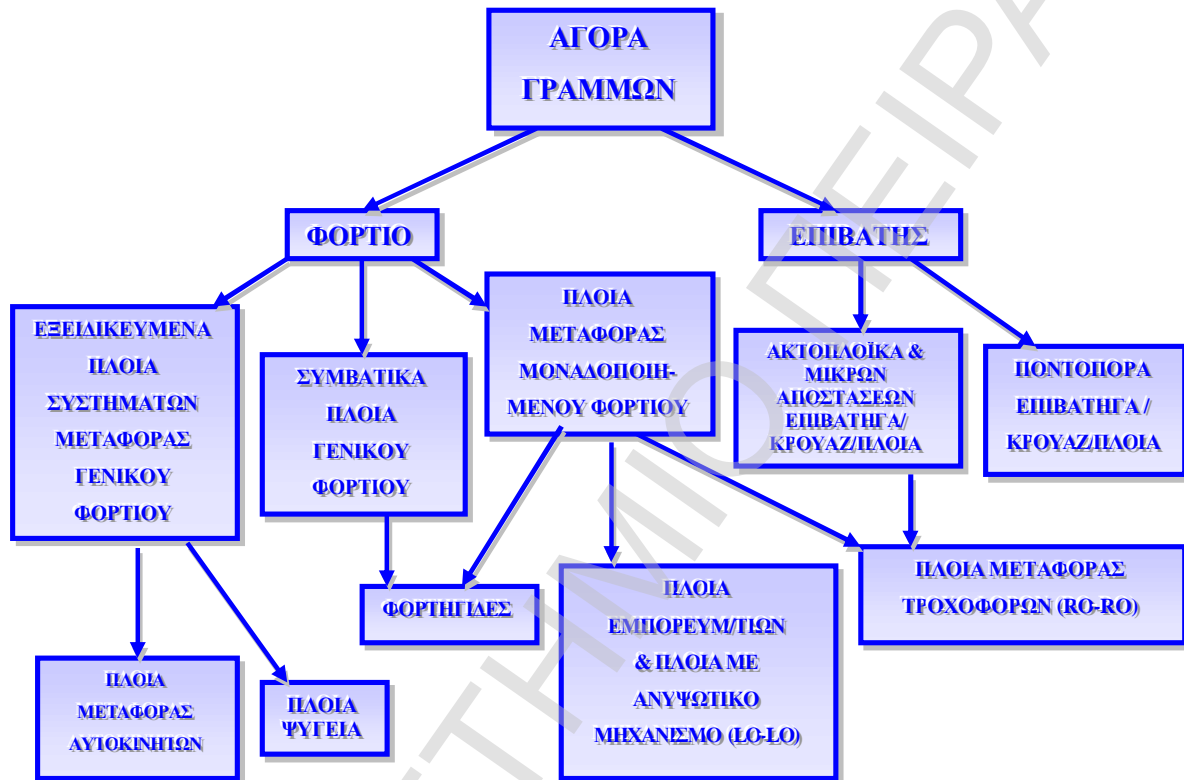 ΑΓΟΡΑ
ΓΡΑΜΜΩΝ
ΦΟΡΤΙΟ
ΕΠΙΒΑΤΗΣ
ΕΞΕΙΔΙΚΕΥΜΕΝΑ
ΠΛΟΙΑ
ΣΥΣΤΗΜΑΤΩΝ
ΜΕΤΑΦΟΡΑΣ
ΓΕΝΙΚΟΥ
ΦΟΡΤΙΟΥ
ΣΥΜΒΑΤΙΚΑ
ΠΛΟΙΑ
ΓΕΝΙΚΟΥ
ΦΟΡΤΙΟΥ
ΠΛΟΙΑ
ΜΕΤΑΦΟΡΑΣ
ΜΟΝΑΔΟΠΟΙΗ-
ΜΕΝΟΥ ΦΟΡΤΙΟΥ
ΑΚΤΟΠΛΟΪΚΑ &
ΜΙΚΡΩΝ
ΑΠΟΣΤΑΣΕΩΝ
ΕΠΙΒΑΤΗΓΑ/
ΚΡΟΥΑΖ/ΠΛΟΙΑ
ΠΟΝΤΟΠΟΡΑ
ΕΠΙΒΑΤΗΓΑ /
ΚΡΟΥΑΖ/ΠΛΟΙΑ
ΦΟΡΤΗΓΙΔΕΣ
ΠΛΟΙΑ
ΕΜΠΟΡΕΥΜ/ΤΙΩΝ
& ΠΛΟΙΑ ΜΕ
ΑΝΥΨΩΤΙΚΟ
ΜΗΧΑΝΙΣΜΟ (LO-LO)
ΠΛΟΙΑ ΜΕΤΑΦΟΡΑΣ
ΤΡΟΧΟΦΟΡΩΝ (RO-RO)
ΠΛΟΙΑ
ΜΕΤΑΦΟΡΑΣ
ΑΥΤΟΚΙΝΗΤΩΝ
ΠΛΟΙΑ
ΨΥΓΕΙΑ